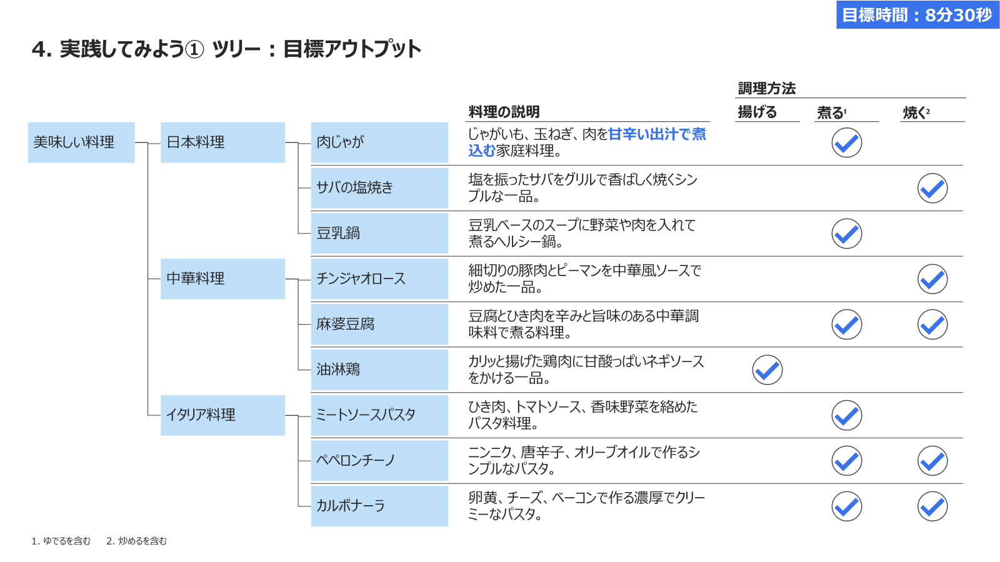 目標時間：8分30秒
4. 実践してみよう① ツリー：目標アウトプット
調理方法
料理の説明
揚げる
煮る1
焼く2
美味しい料理
日本料理
肉じゃが
じゃがいも、玉ねぎ、肉を甘辛い出汁で煮
込む家庭料理。
サバの塩焼き
塩を振ったサバをグリルで香ばしく焼くシン
プルな一品。
豆乳鍋
豆乳ベースのスープに野菜や肉を入れて
煮るヘルシー鍋。
中華料理
チンジャオロース
細切りの豚肉とピーマンを中華風ソースで
炒めた一品。
麻婆豆腐
豆腐とひき肉を辛みと旨味のある中華調
味料で煮る料理。
油淋鶏
カリッと揚げた鶏肉に甘酸っぱいネギソース
をかける一品。
イタリア料理
ミートソースパスタ
ひき肉、トマトソース、香味野菜を絡めた
パスタ料理。
ペペロンチーノ
ニンニク、唐辛子、オリーブオイルで作るシ
ンプルなパスタ。
カルボナーラ
卵黄、チーズ、ベーコンで作る濃厚でクリー
ミーなパスタ。
1. ゆでるを含む 2. 炒めるを含む